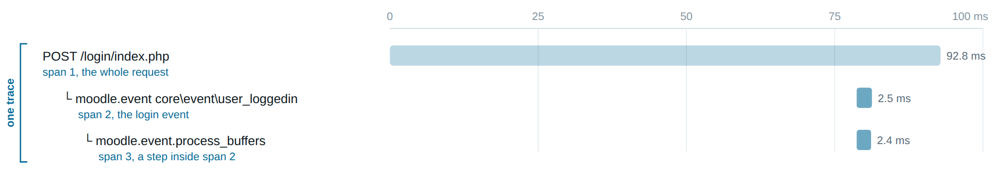 0 25 50 75 100 ms
one trace
POST /login/index.php
92.8 ms
span 1, the whole request
└ moodle.event core\event\user_loggedin
2.5 ms
span 2, the login event
└ moodle.event.process_buffers
2.4 ms
span 3, a step inside span 2